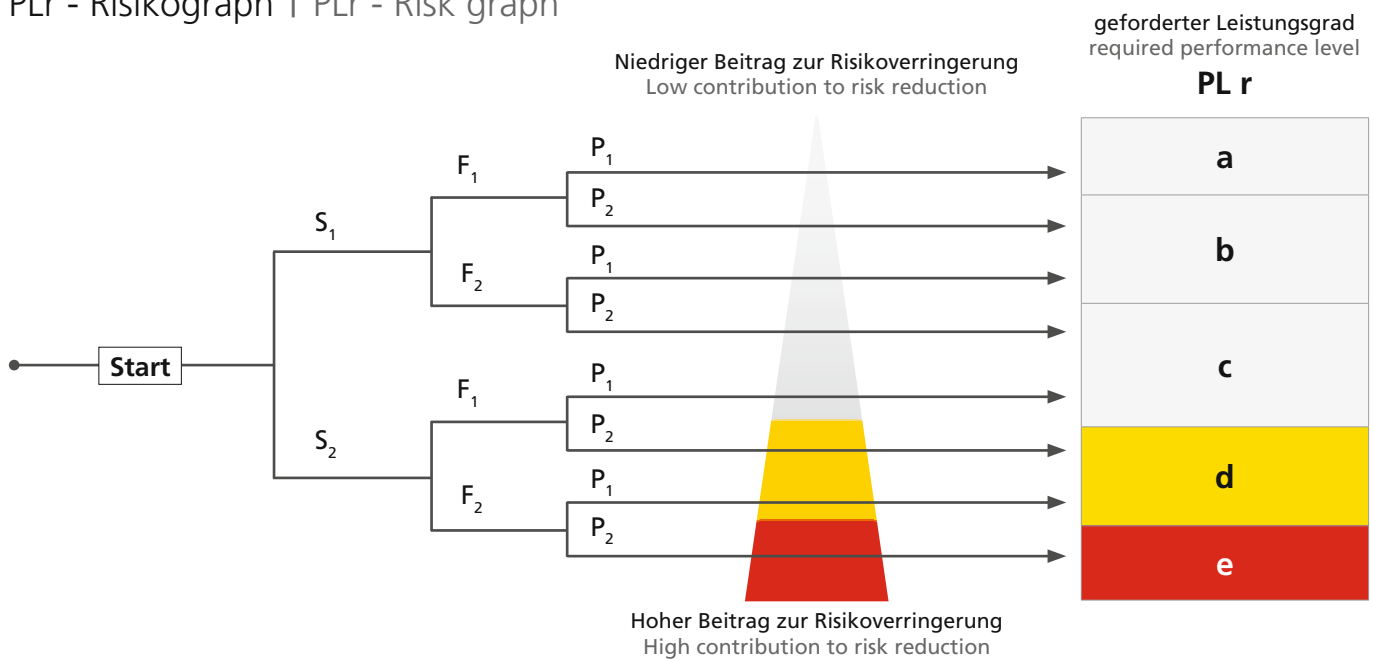 PLr - Risikograph | PLr - Risk graph
geforderter Leistungsgrad
required performance level
PL r
Niedriger Beitrag zur Risikoverringerung
Low contribution to risk reduction
Start
S1
S2
F1
F2
F1
F2
P1
P2
P1
P2
P1
P2
P1
P2
a
b
c
d
e
Hoher Beitrag zur Risikoverringerung
High contribution to risk reduction